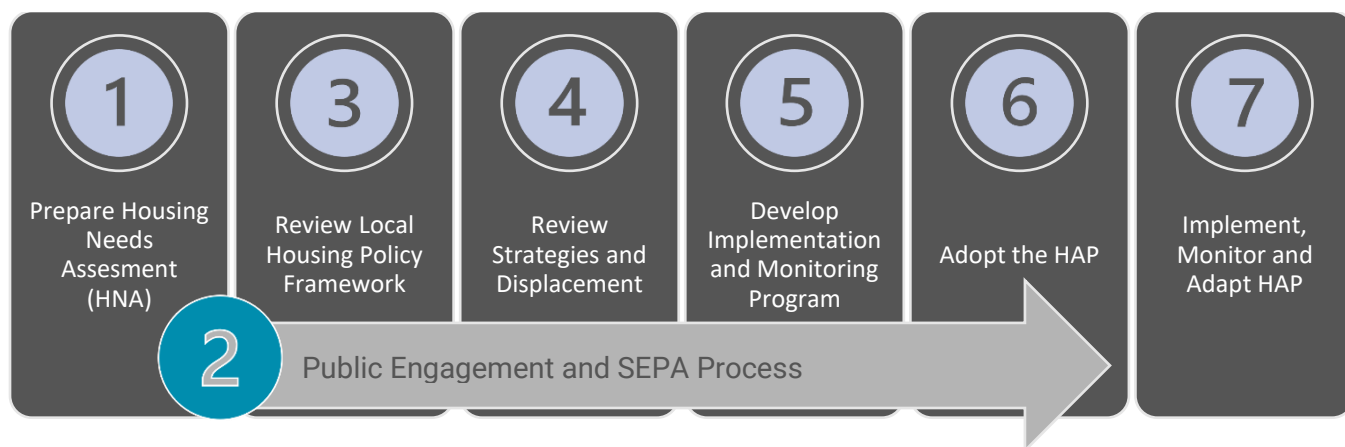 1
Prepare Housing
Needs
Assesment
(HNA)
2
Public Engagement and SEPA Process
3
Review Local
Housing Policy
Framework
4
Review
Strategies and
Displacement
5
Develop
Implementation
and Monitoring
Program
6
Adopt the HAP
7
Implement,
Monitor and
Adapt HAP